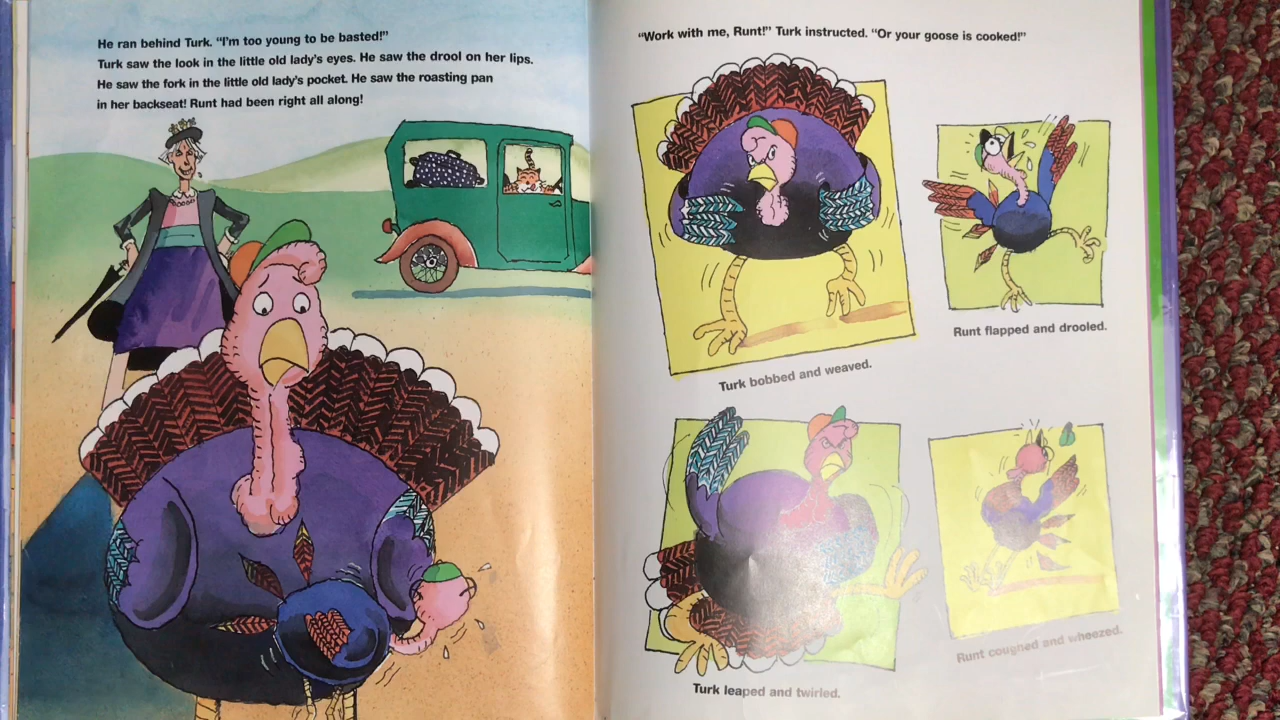 He ran behind Turk. “I’m too young to be basted!”
Turk saw the look in the little old lady’s eyes. He saw the drool on her lips.
He saw the fork in the little old lady’s pocket. He saw the roasting pan
in her backseat! Runt had been right all along!
“Work with me, Runt!” Turk instructed. “Or your goose is cooked!”
Turk bobbed and weaved.
Runt flapped and drooled.
Turk leaped and twirled.
Runt coughed and wheezed.